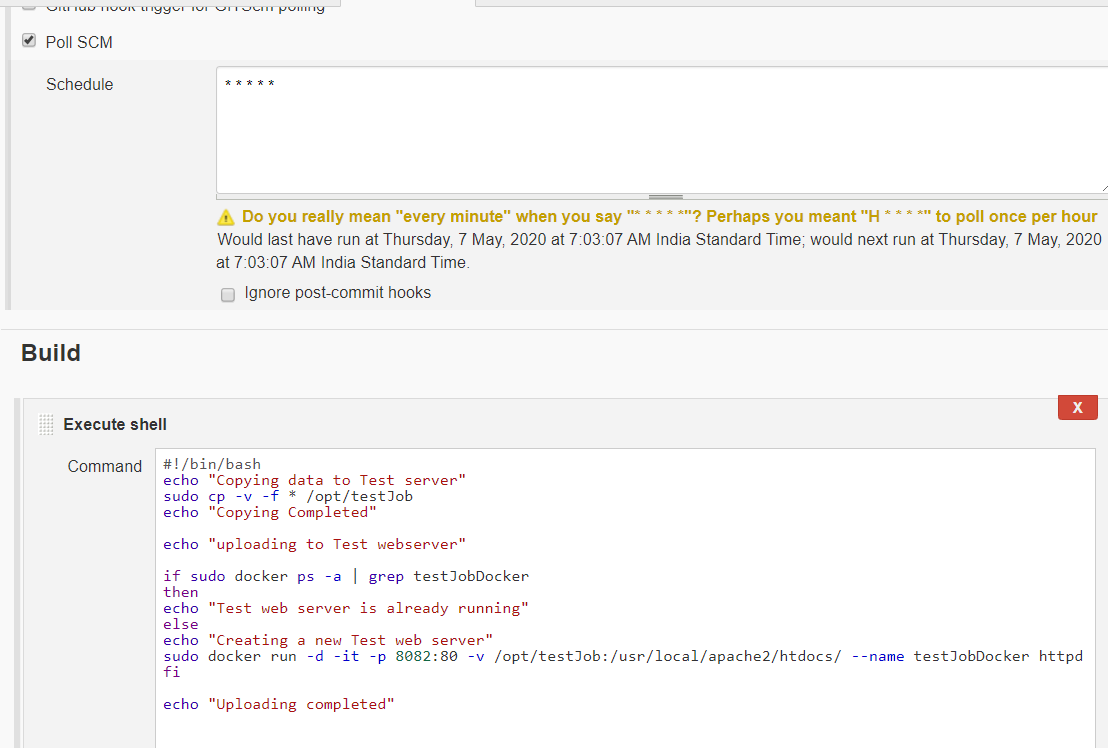 GitHub hook trigger for GITScm polling
Poll SCM
Schedule
* * * * *
Do you really mean "every minute" when you say "* * * * *"? Perhaps you meant "H * * * *" to poll once per hour
Would last have run at Thursday, 7 May, 2020 at 7:03:07 AM India Standard Time; would next run at Thursday, 7 May, 2020
at 7:03:07 AM India Standard Time.
Ignore post-commit hooks
Build
X
Execute shell
Command
#!/bin/bash
echo "Copying data to Test server"
sudo cp -v -f * /opt/testJob
echo "Copying Completed"
echo "uploading to Test webserver"
if sudo docker ps -a | grep testJobDocker
then
echo "Test web server is already running"
else
echo "Creating a new Test web server"
sudo docker run -d -it -p 8082:80 -v /opt/testJob:/usr/local/apache2/htdocs/ --name testJobDocker httpd
fi
echo "Uploading completed"